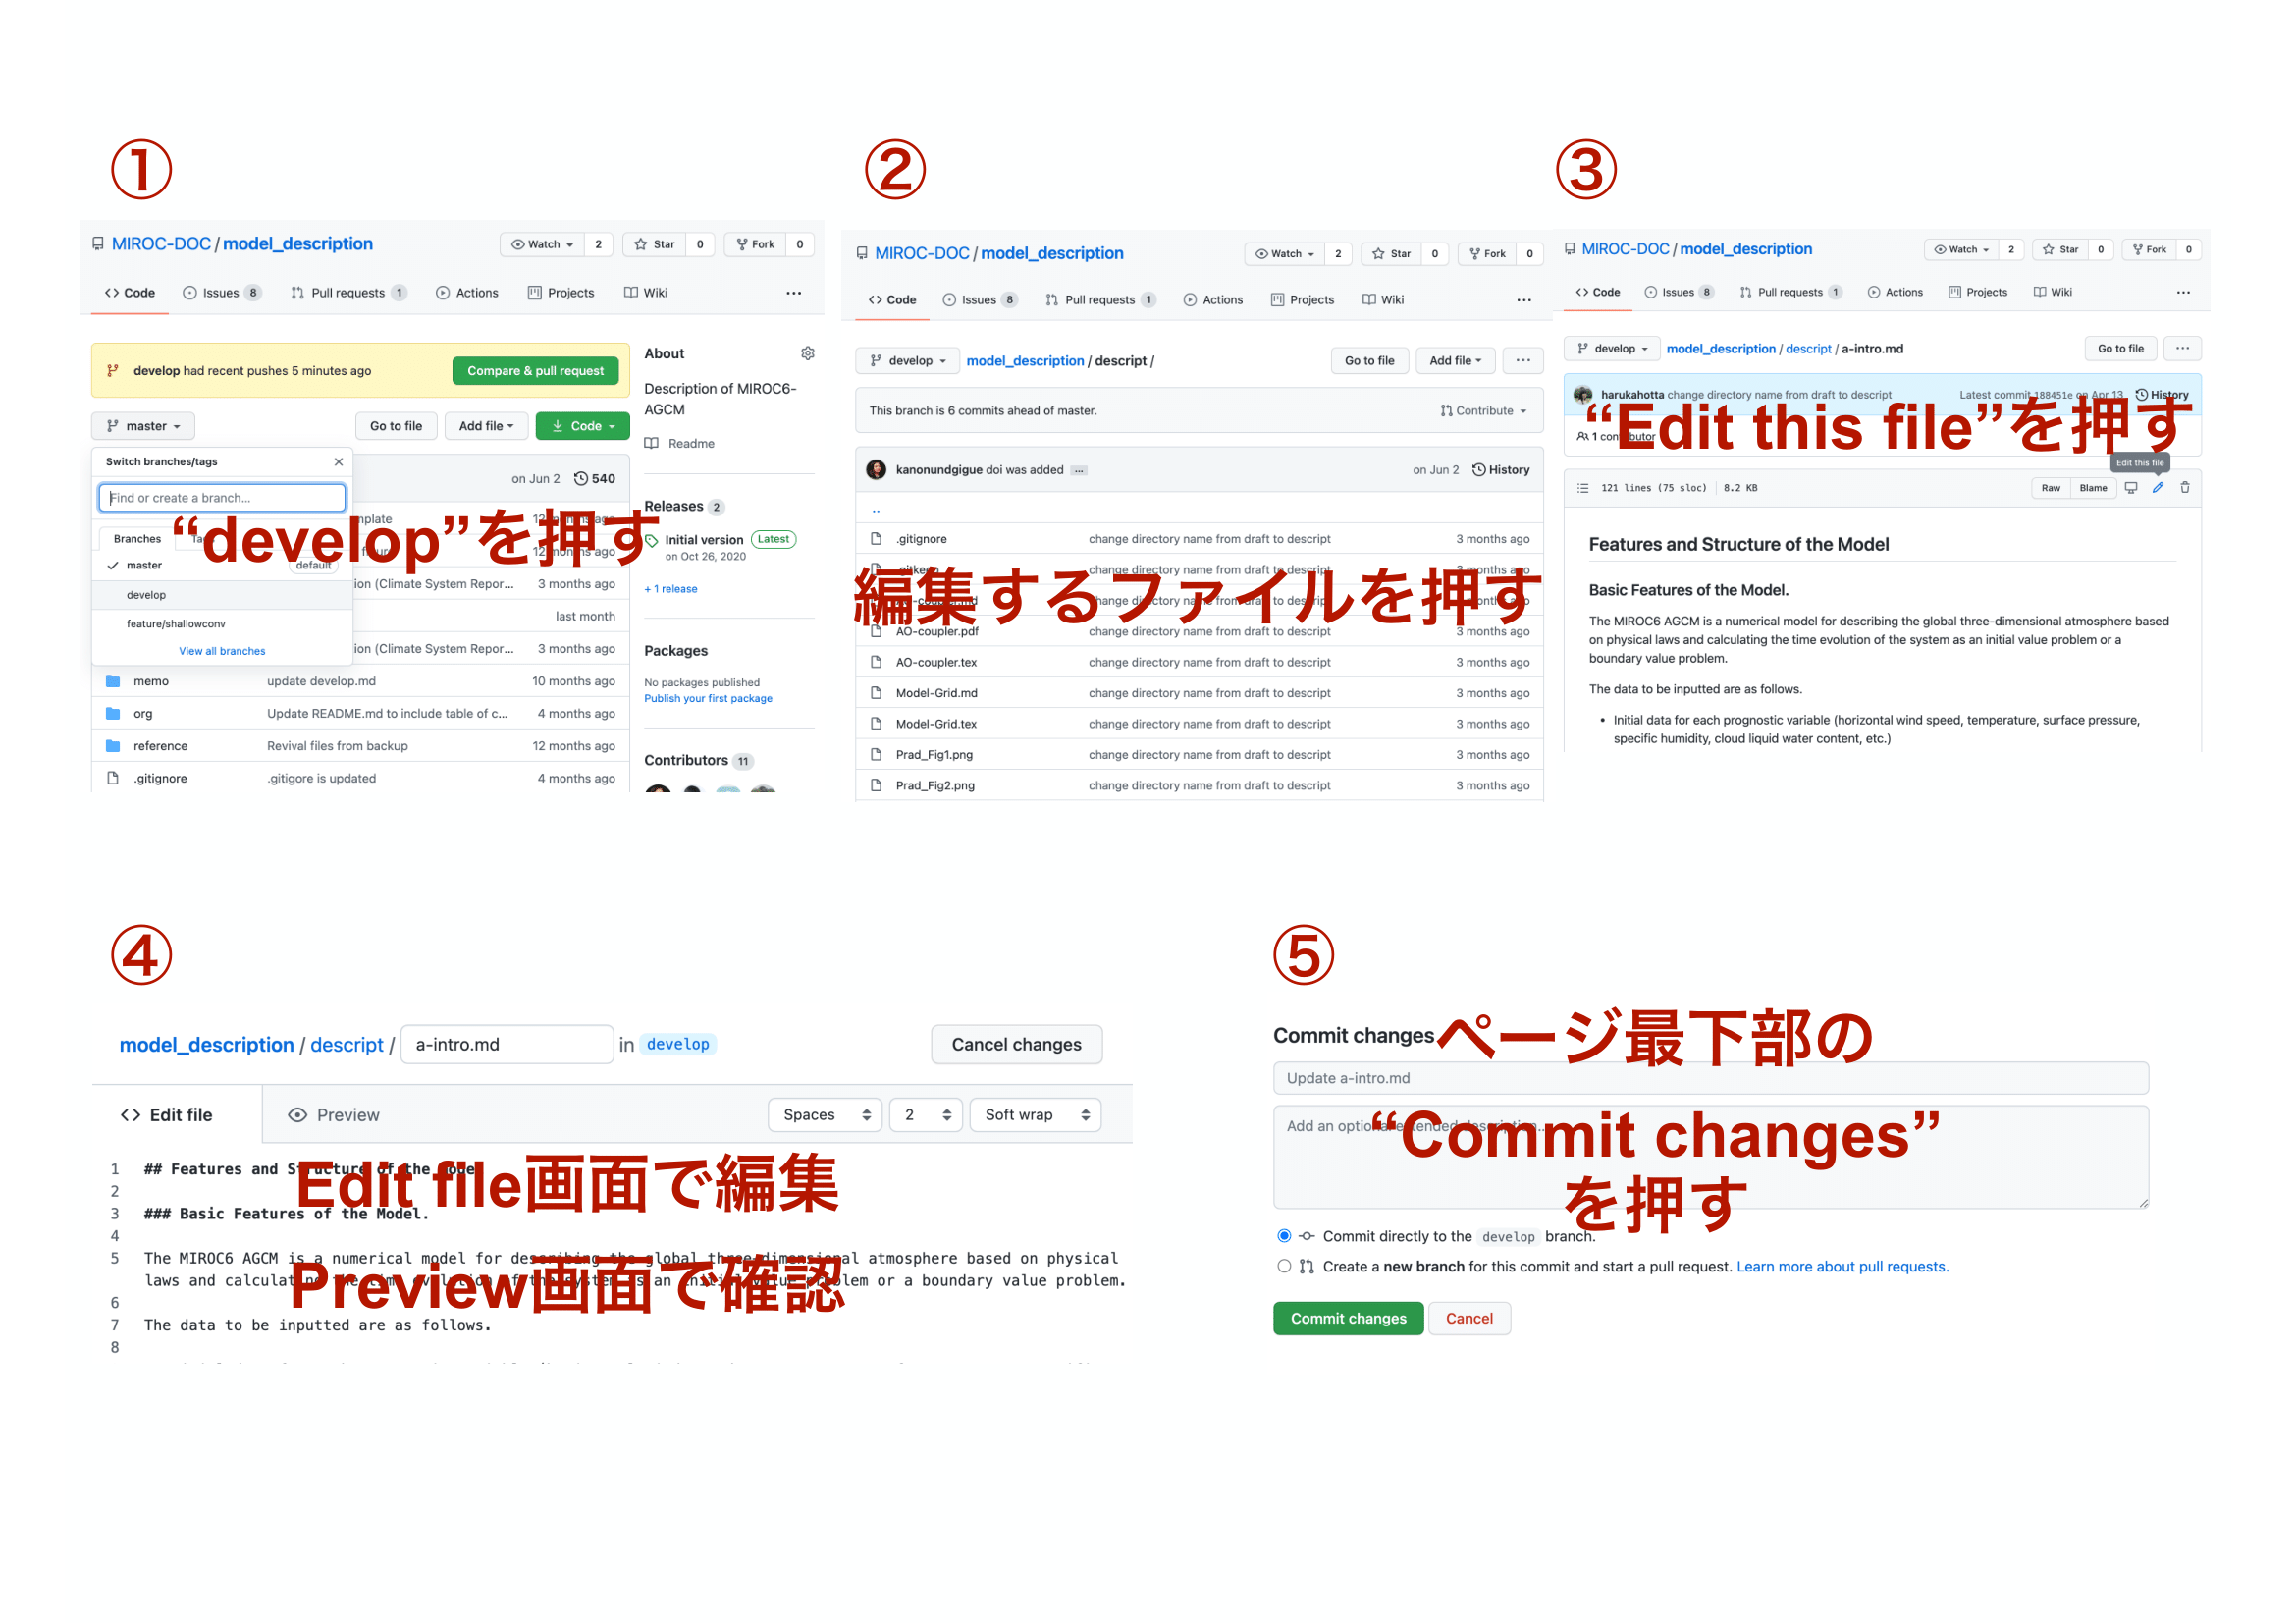 ①
MIROC-DOC / model_description
Watch 2 Star 0 Fork 0
Code Issues 8 Pull requests 1 Actions Projects Wiki ...
develop had recent pushes 5 minutes ago Compare & pull request
master Go to file Add file Code
Switch branches/tags
Find or create a branch...
on Jun 2 540
Branches
“develop”を押す
12 months ago
master default
develop
feature/shallowconv
View all branches
ion (Climate System Repor... 3 months ago
last month
ion (Climate System Repor... 3 months ago
memo update develop.md 10 months ago
org Update README.md to include table of c... 4 months ago
reference Revival files from backup 12 months ago
.gitignore .gitigore is updated 4 months ago
About
Description of MIROC6-
AGCM
Readme
Releases 2
Initial version Latest
on Oct 26, 2020
+ 1 release
Packages
No packages published
Publish your first package
Contributors 11
②
MIROC-DOC / model_description
Watch 2 Star 0 Fork 0
Code Issues 8 Pull requests 1 Actions Projects Wiki ...
develop model_description / descript / Go to file Add file ...
This branch is 6 commits ahead of master. Contribute
kanonundgigue doi was added ... on Jun 2 History
..
.gitignore change directory name from draft to descript 3 months ago
change directory name from draft to descript 3 months ago
編集するファイルを押す
change directory name from draft to descript
AO-coupler.pdf change directory name from draft to descript 3 months ago
AO-coupler.tex change directory name from draft to descript 3 months ago
Model-Grid.md change directory name from draft to descript 3 months ago
Model-Grid.tex change directory name from draft to descript 3 months ago
Prad_Fig1.png change directory name from draft to descript 3 months ago
Prad_Fig2.png change directory name from draft to descript 3 months ago
③
MIROC-DOC / model_description
Watch 2 Star 0 Fork 0
Code Issues 8 Pull requests 1 Actions Projects Wiki ...
develop model_description / descript / a-intro.md Go to file ...
harukahotta change directory name from draft to descript Latest commit 188451e on Apr 13 History
“Edit this file”を押す
1 contributor
Edit this file
121 lines (75 sloc) 8.2 KB Raw Blame
Features and Structure of the Model
Basic Features of the Model.
The MIROC6 AGCM is a numerical model for describing the global three-dimensional atmosphere based
on physical laws and calculating the time evolution of the system as an initial value problem or a
boundary value problem.
The data to be inputted are as follows.
• Initial data for each prognostic variable (horizontal wind speed, temperature, surface pressure,
specific humidity, cloud liquid water content, etc.)
④
model_description / descript / a-intro.md in develop Cancel changes
Edit file Preview Spaces 2 Soft wrap
1 ## Features and Structure of the Model
Edit file画面で編集
2
3 ### Basic Features of the Model.
4
5 The MIROC6 AGCM is a numerical model for describing the global three-dimensional atmosphere based on physical
laws and calculating the time evolution of the system as an initial value problem or a boundary value problem.
Preview画面で確認
6
7 The data to be inputted are as follows.
8
⑤
Commit changes
ページ最下部の
Update a-intro.md
“Commit changes”
Add an optional extended description...
を押す
Commit directly to the develop branch.
Create a new branch for this commit and start a pull request. Learn more about pull requests.
Commit changes Cancel